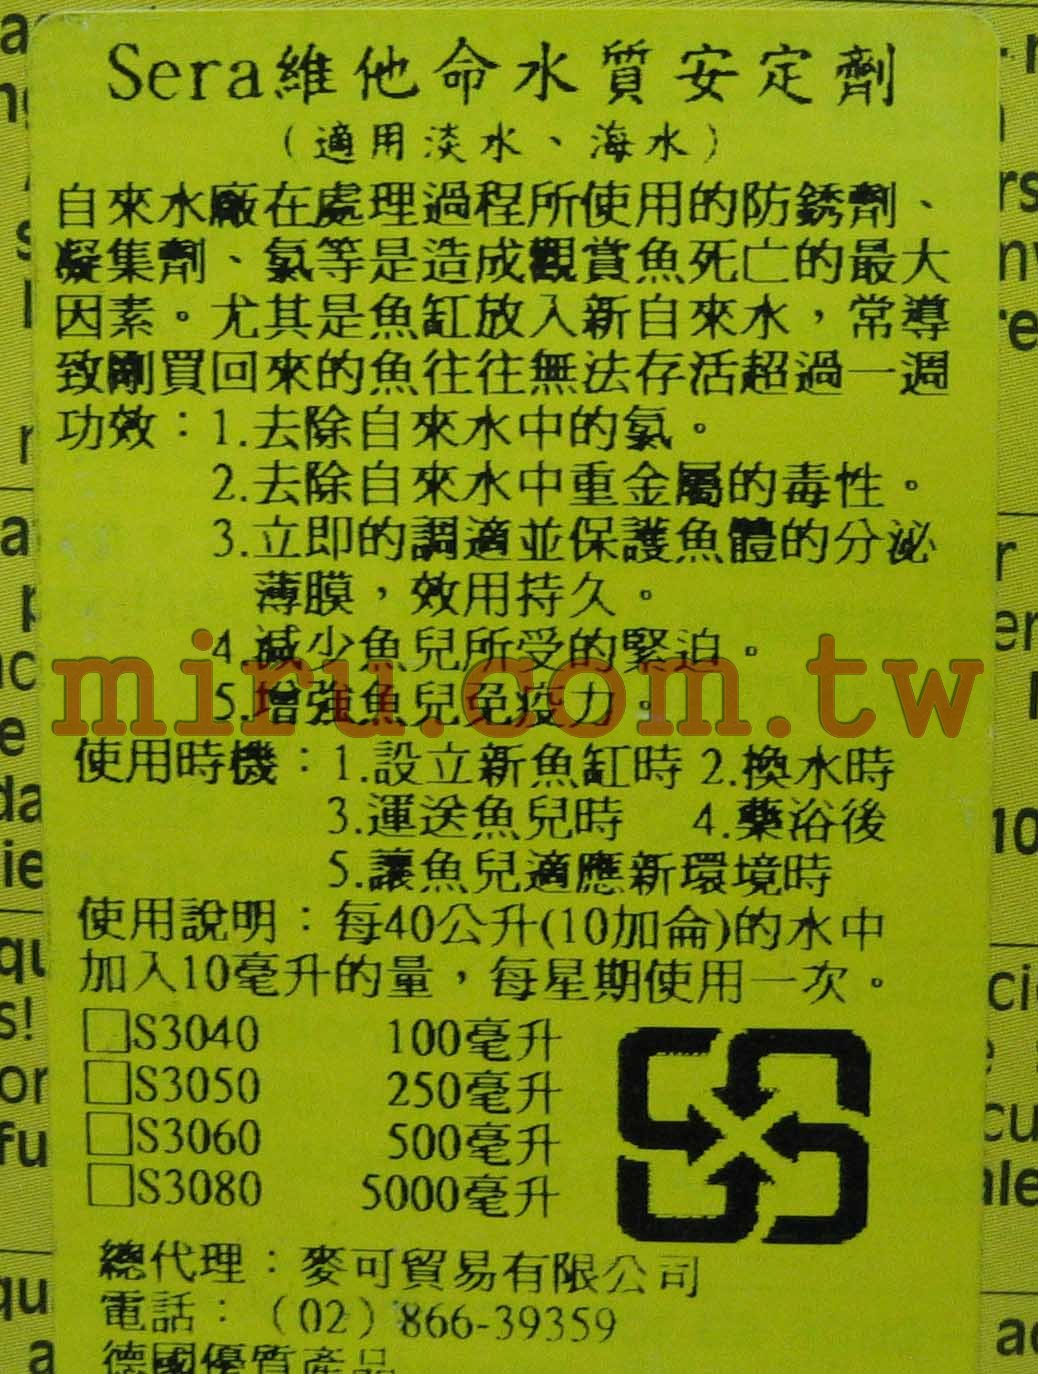 Sera維他命水質安定劑
（適用淡水、海水）
自來水廠在處理過程所使用的防銹劑、
凝集劑、氯等是造成觀賞魚死亡的最大
因素。尤其是魚缸放入新自來水，常導
致剛買回來的魚往往無法存活超過一週
功效：1.去除自來水中的氯。
2.去除自來水中重金屬的毒性。
3.立即的調適並保護魚體的分泌
薄膜，效用持久。
4.減少魚兒所受的緊迫。
miru.com.tw
5.增強魚兒免疫力。
使用時機：1.設立新魚缸時 2.換水時
3.運送魚兒時 4.藥浴後
5.讓魚兒適應新環境時
使用說明：每40公升(10加侖)的水中
加入10毫升的量，每星期使用一次。
□S3040 100毫升
□S3050 250毫升
□S3060 500毫升
□S3080 5000毫升
總代理：麥可貿易有限公司
電話：（02）866-39359
德國優質產品